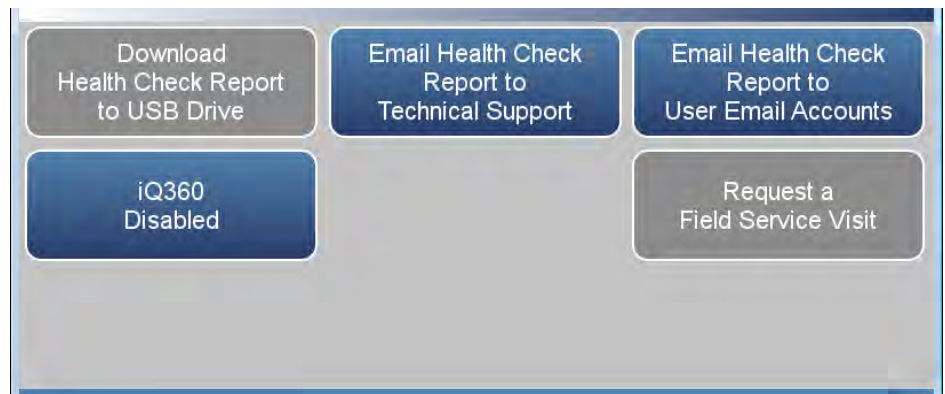 Download
Health Check Report
to USB Drive
Email Health Check
Report to
Technical Support
Email Health Check
Report to
User Email Accounts
iQ360
Disabled
Request a
Field Service Visit